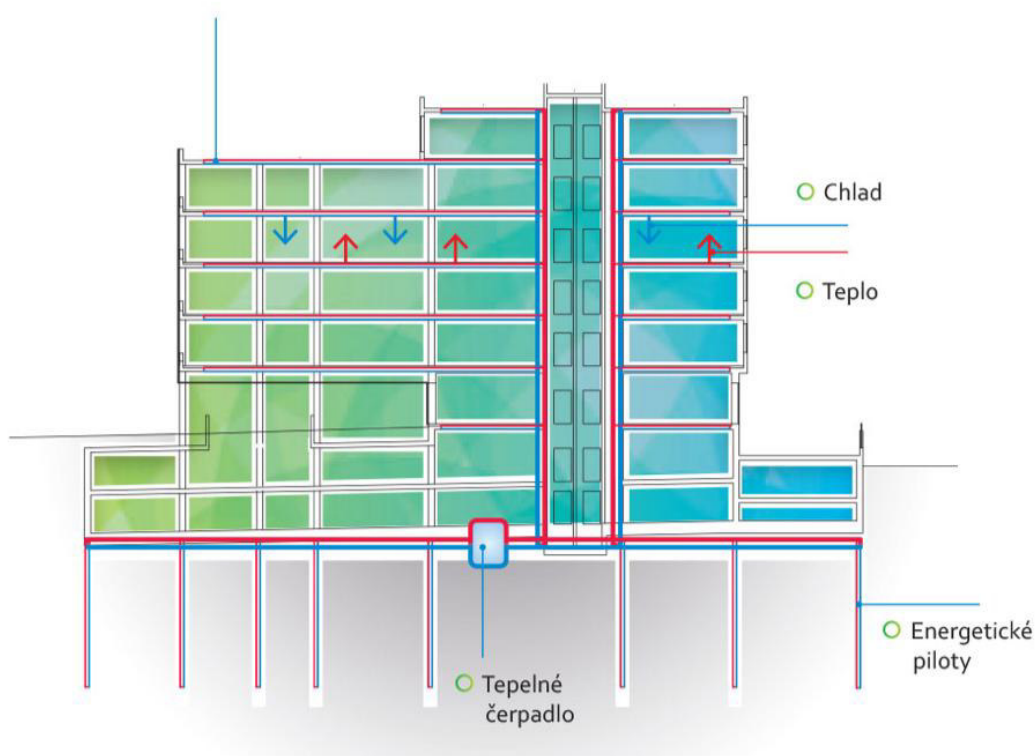 Chlad
Teplo
Energetické
piloty
Tepelné
čerpadlo